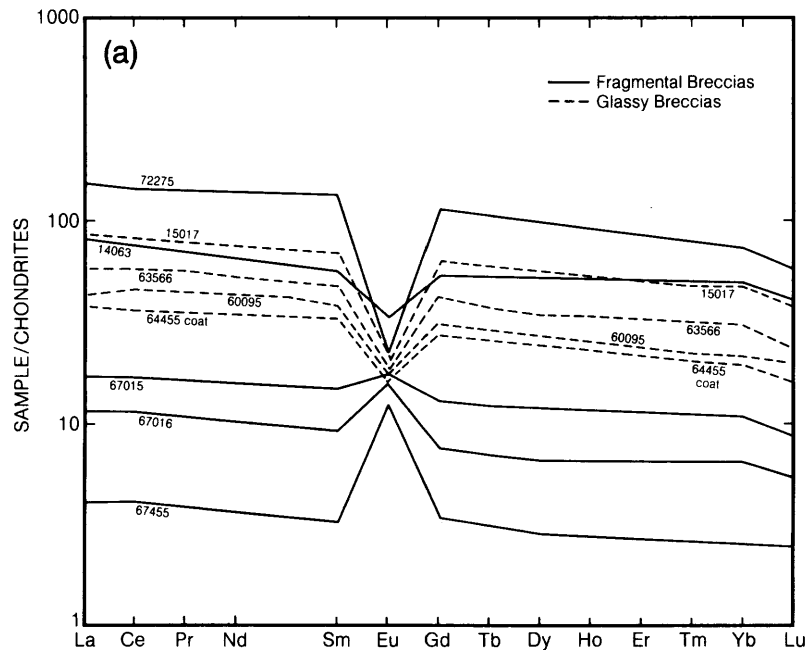 1000
(a)
Fragmental Breccias
Glassy Breccias
72275
100
15017
14063
63566
60095
64455 coat
15017
63566
60095
64455
coat
67015
10
67016
67455
1
SAMPLE/CHONDRITES
La Ce Pr Nd Sm Eu Gd Tb Dy Ho Er Tm Yb Lu